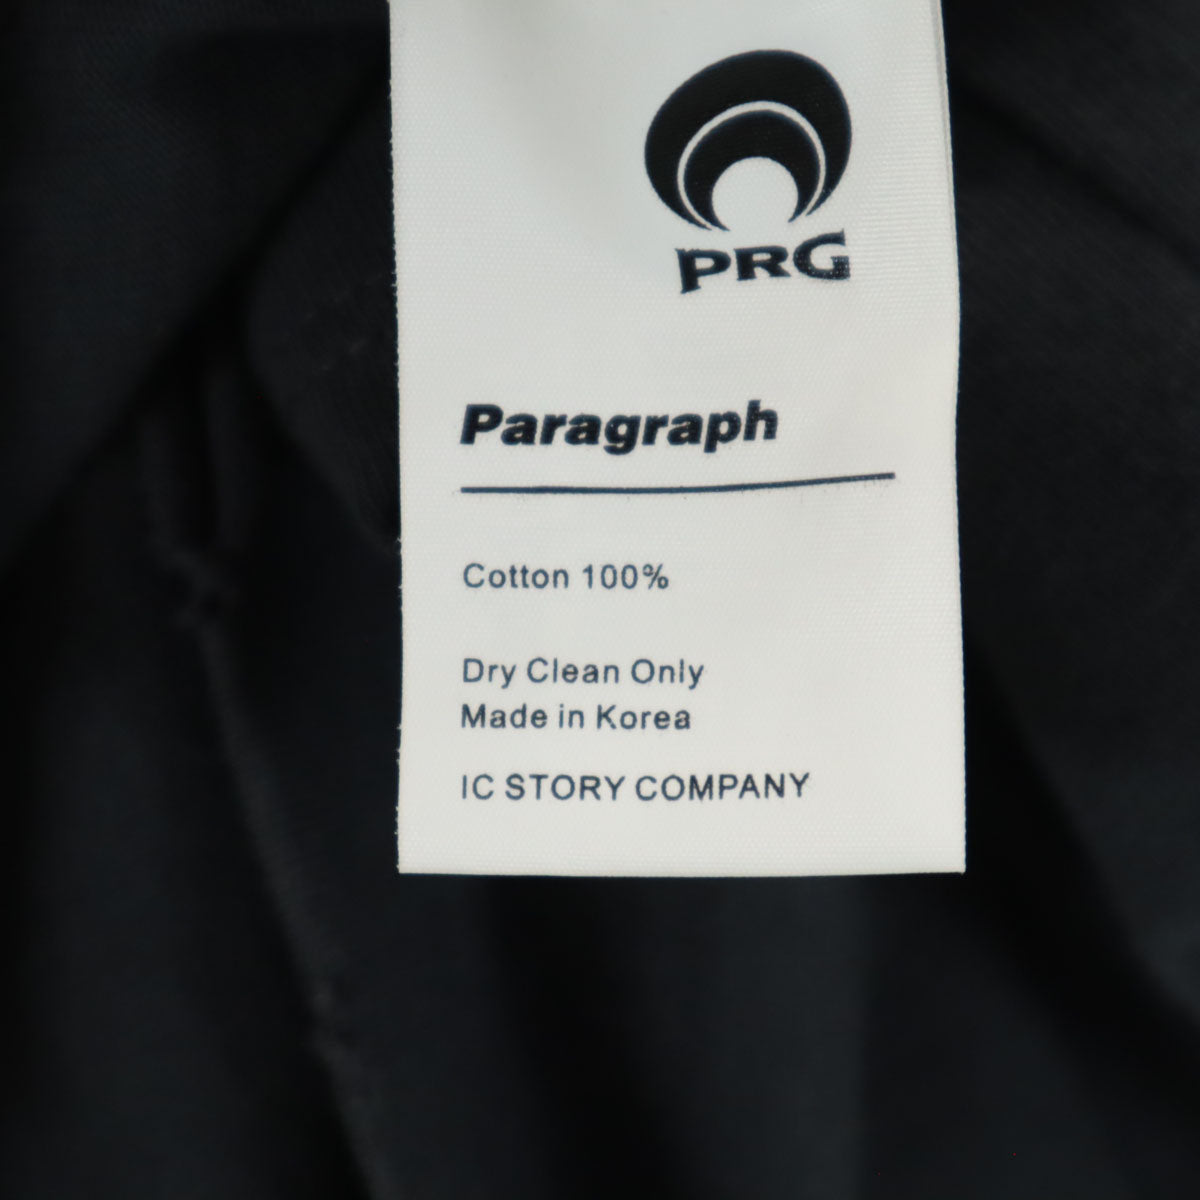 PRG
Paragraph
Cotton 100%
Dry Clean Only
Made in Korea
IC STORY COMPANY